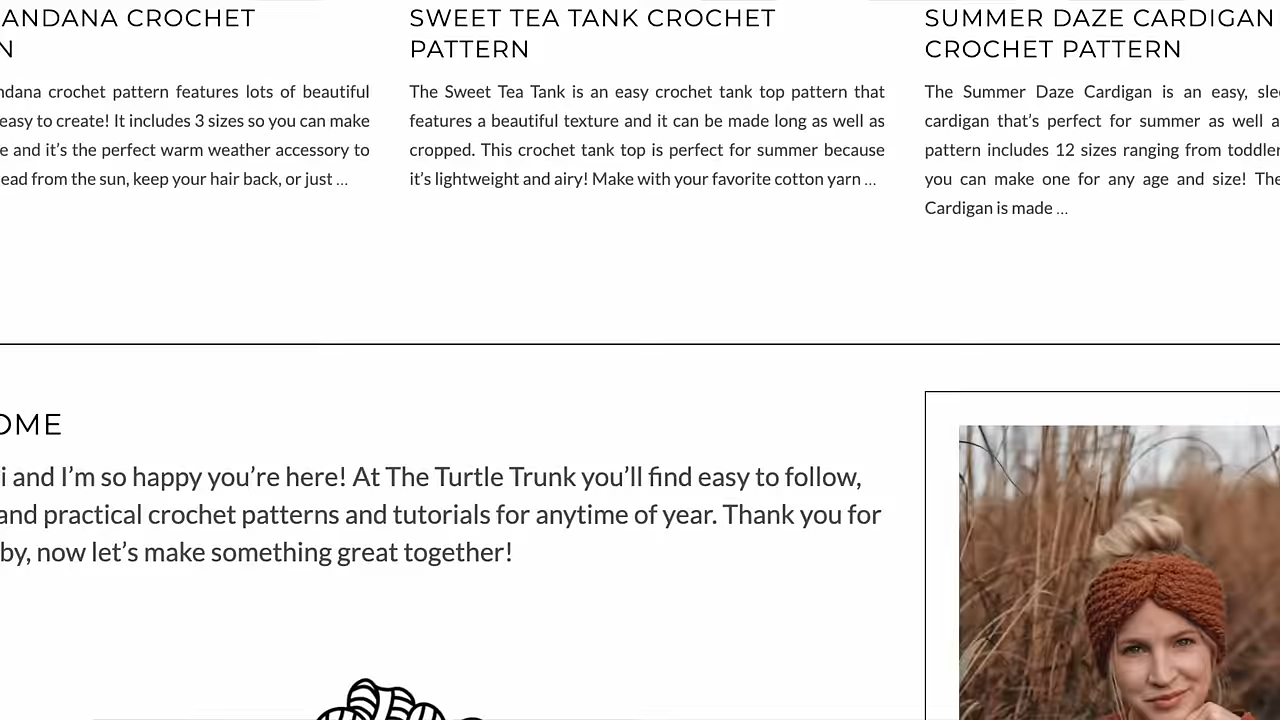 ANDANA CROCHET
N
ndana crochet pattern features lots of beautiful
easy to create! It includes 3 sizes so you can make
e and it's the perfect warm weather accessory to
ead from the sun, keep your hair back, or just ...
SWEET TEA TANK CROCHET
PATTERN
The Sweet Tea Tank is an easy crochet tank top pattern that
features a beautiful texture and it can be made long as well as
cropped. This crochet tank top is perfect for summer because
it's lightweight and airy! Make with your favorite cotton yarn ...
SUMMER DAZE CARDIGAN
CROCHET PATTERN
The Summer Daze Cardigan is an easy, slee
cardigan that's perfect for summer as well a
pattern includes 12 sizes ranging from toddler
you can make one for any age and size! The
Cardigan is made ...
OME
i and I'm so happy you're here! At The Turtle Trunk you'll find easy to follow,
and practical crochet patterns and tutorials for anytime of year. Thank you for
by, now let's make something great together!